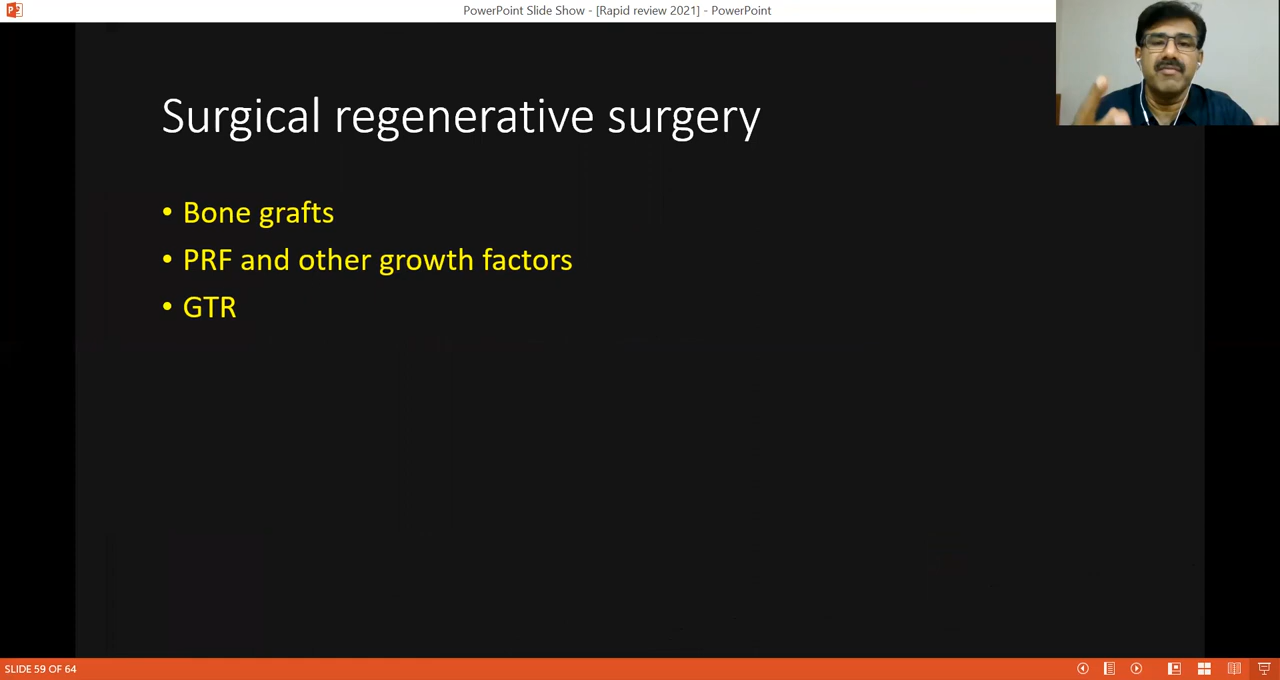 PowerPoint Slide Show - [Rapid review 2021] - PowerPoint
Surgical regenerative surgery
• Bone grafts
• PRF and other growth factors
• GTR
SLIDE 59 OF 64